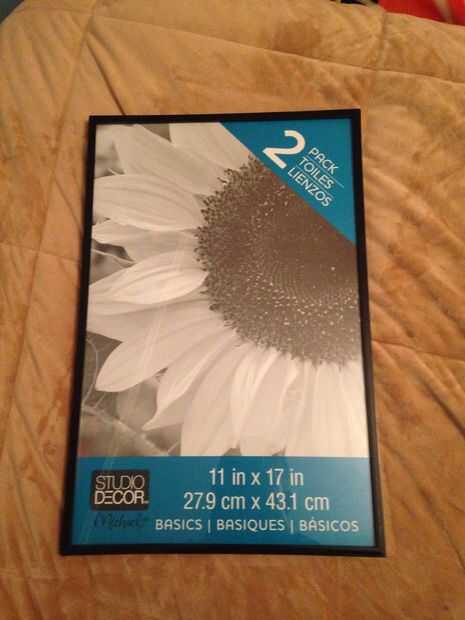 2 PACK
TOILES
LIENZOS
STUDIO
DECOR
Michaels
11 in x 17 in
27.9 cm x 43.1 cm
BASICS | BASIQUES | BÁSICOS